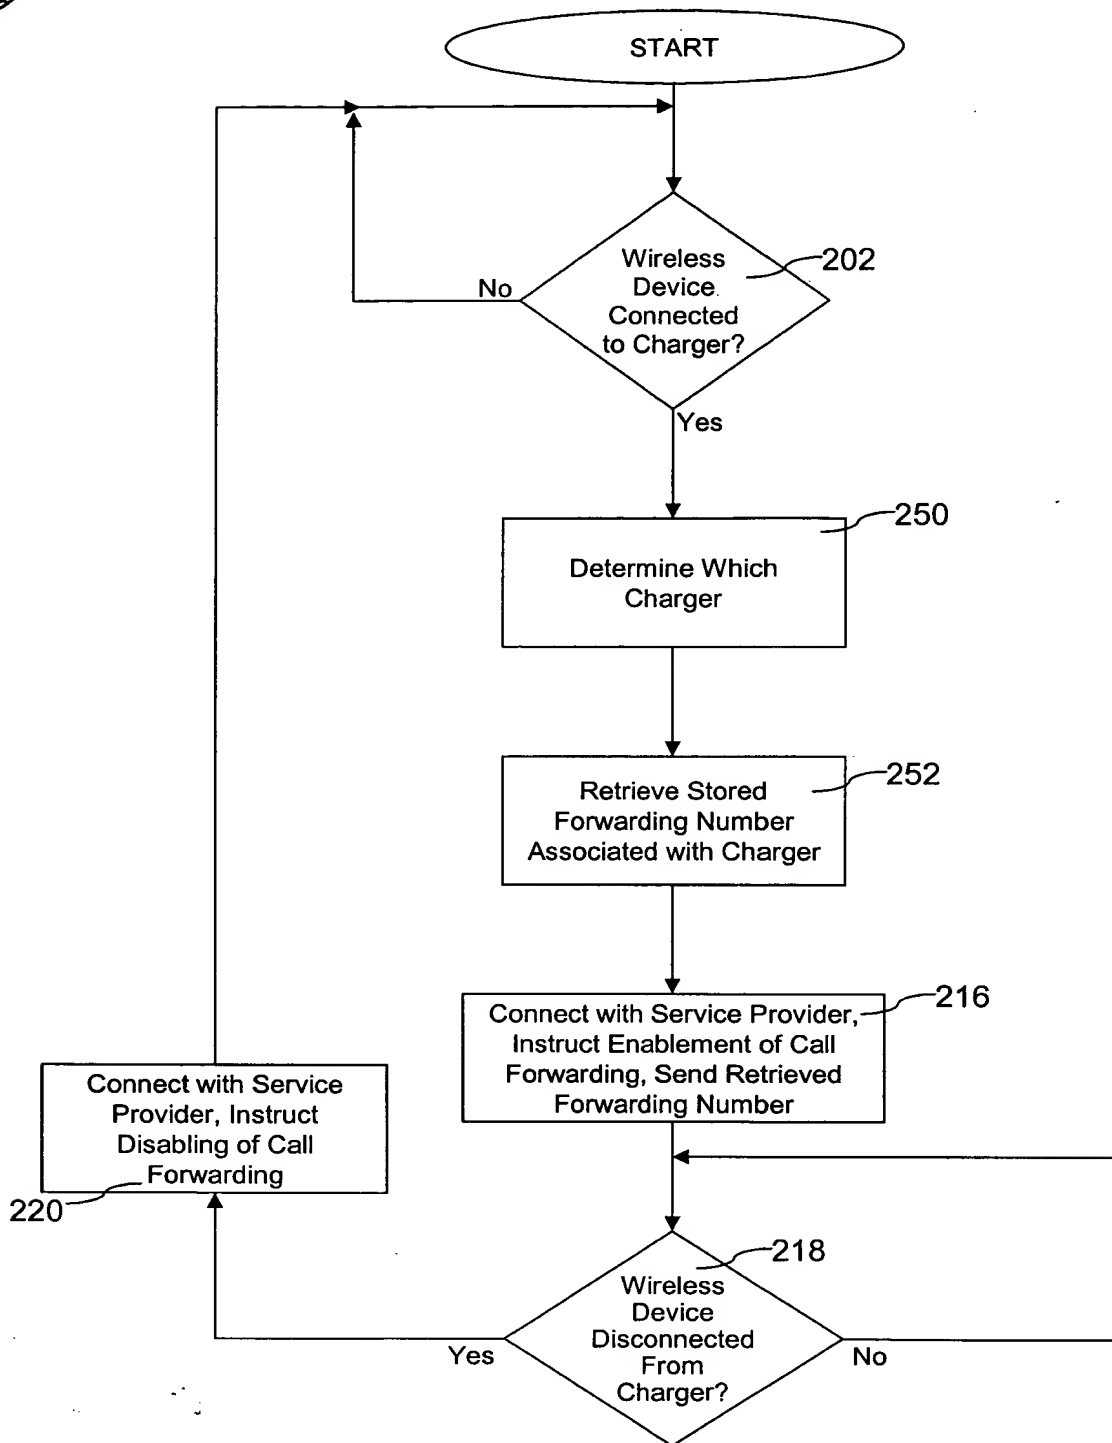 START
Wireless
Device
Connected
to Charger?
202
No
Yes
250
Determine Which
Charger
252
Retrieve Stored
Forwarding Number
Associated with Charger
216
Connect with Service Provider,
Instruct Enablement of Call
Forwarding, Send Retrieved
Forwarding Number
Connect with Service
Provider, Instruct
Disabling of Call
Forwarding
220
218
Wireless
Device
Disconnected
From
Charger?
Yes
No